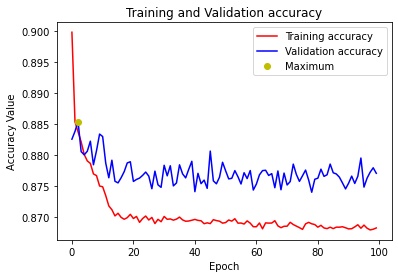 Training and Validation accuracy
Training accuracy
Validation accuracy
Maximum
Accuracy Value
0.900
0.895
0.890
0.885
0.880
0.875
0.870
0 20 40 60 80 100
Epoch